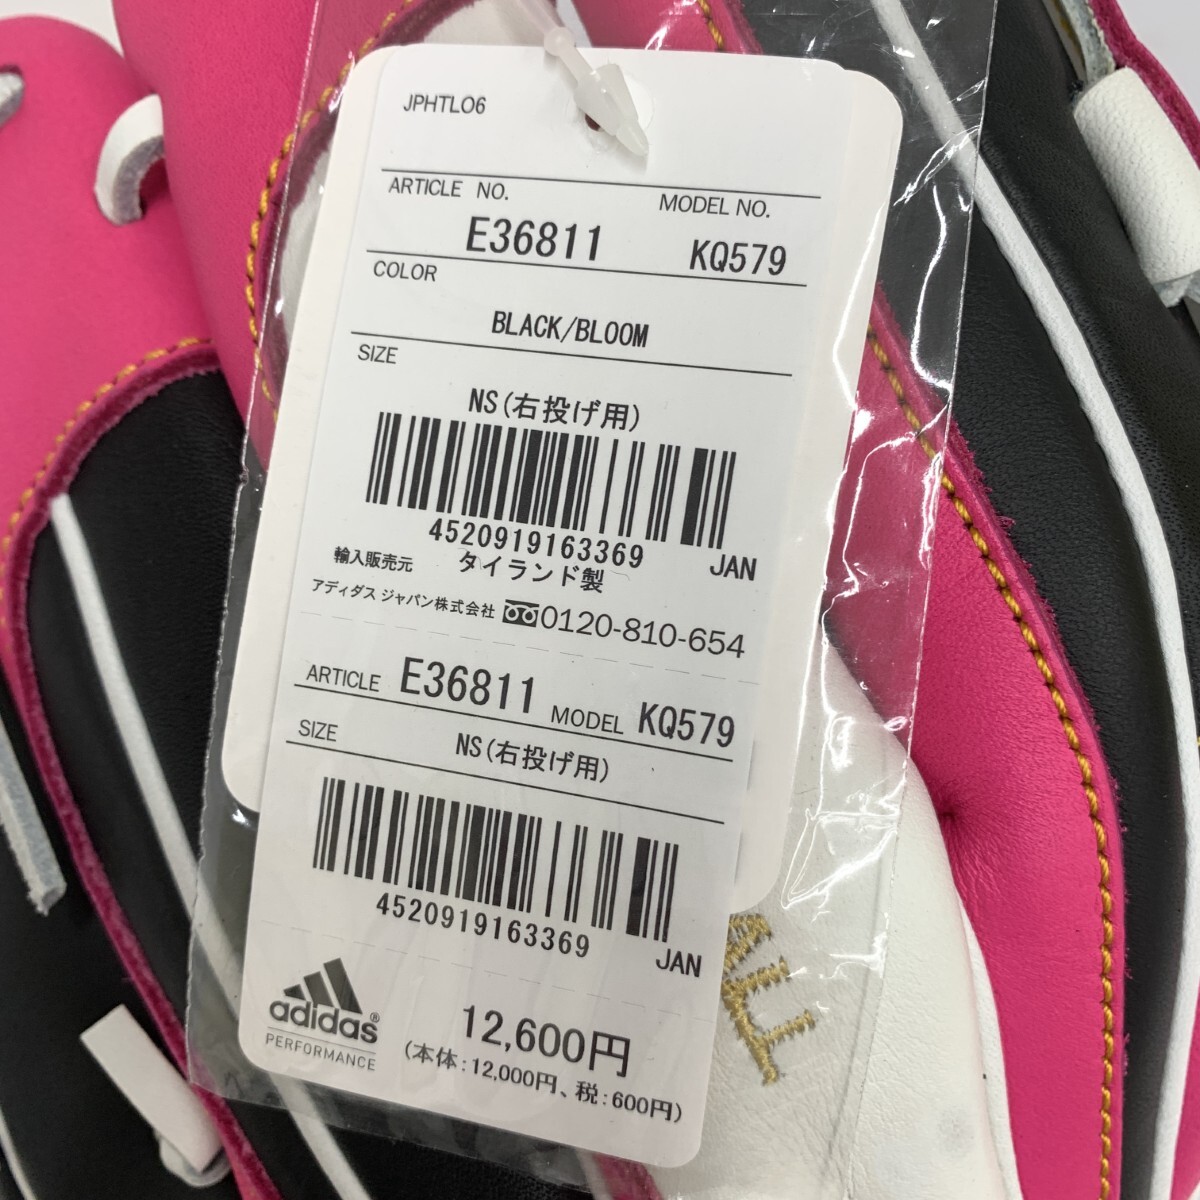 JPHTLO6
ARTICLE NO. MODEL NO.
E36811 KQ579
COLOR
BLACK/BLOOM
SIZE
NS(右投げ用)
4520919163369
JAN
輸入販売元 タイランド製
アディダス ジャパン株式会社 0120-810-654
ARTICLE E36811 MODEL KQ579
SIZE
NS(右投げ用)
4520919163369
JAN
adidas®
PERFORMANCE
12,600円
(本体:12,000円、税:600円)